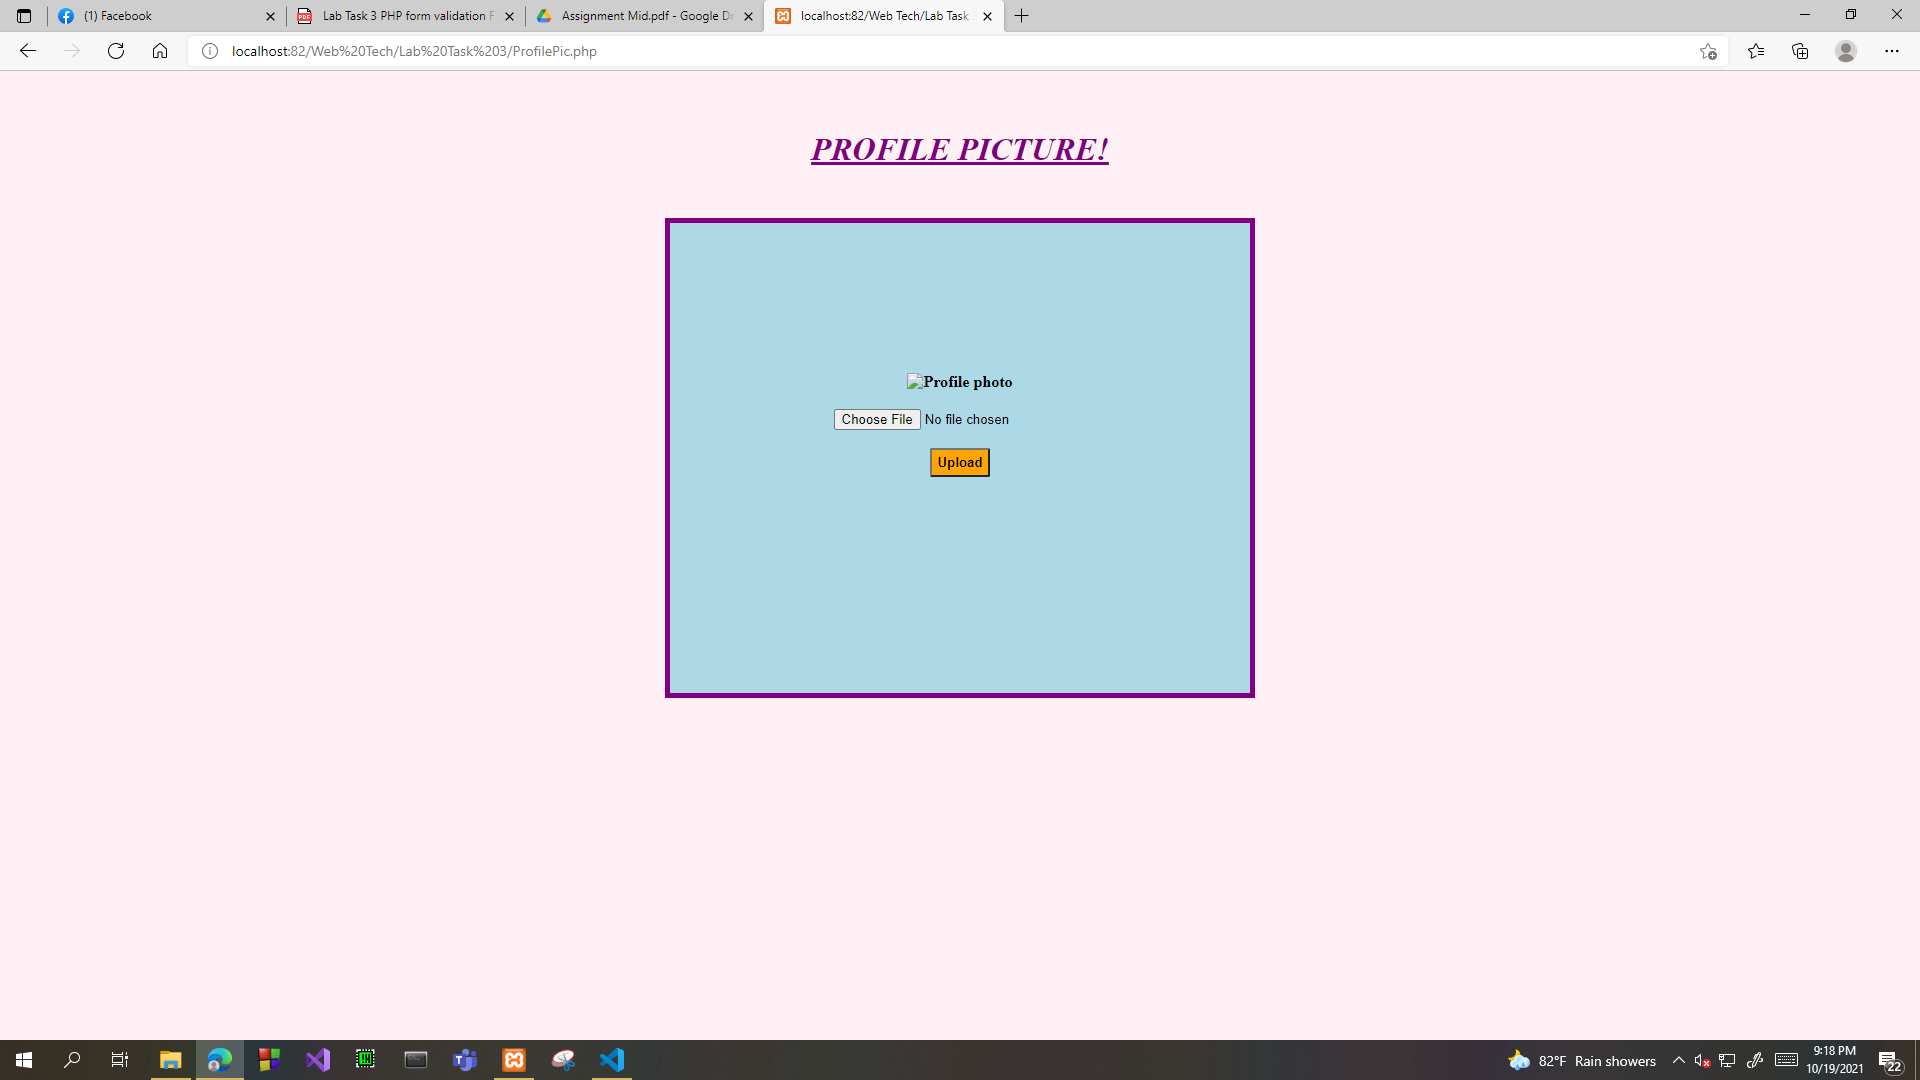 (1) Facebook
Lab Task 3 PHP form validation F
Assignment Mid.pdf - Google Dr
localhost:82/Web Tech/Lab Task
localhost:82/Web%20Tech/Lab%20Task%203/ProfilePic.php
PROFILE PICTURE!
Profile photo
Choose File No file chosen
Upload
82°F Rain showers
9:18 PM
10/19/2021
22